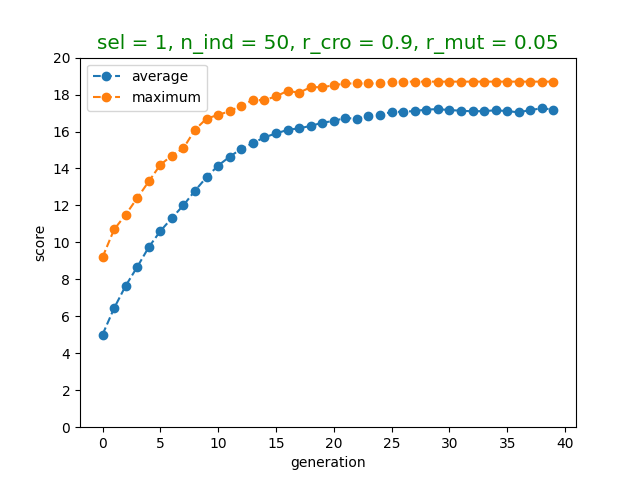 sel = 1, n_ind = 50, r_cro = 0.9, r_mut = 0.05
20
18
16
14
12
10
8
6
4
2
0
score
average
maximum
0 5 10 15 20 25 30 35 40
generation